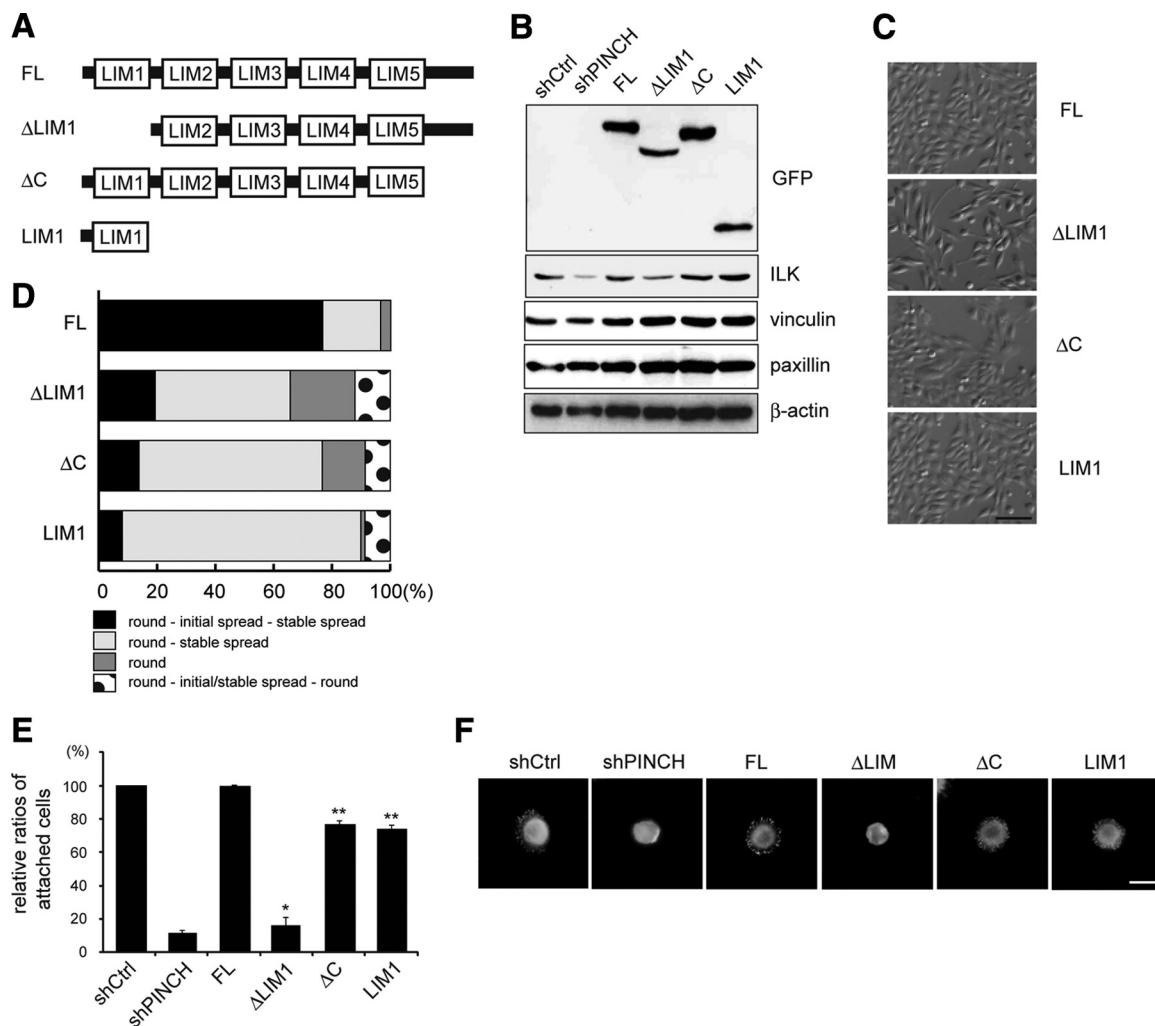 A
FL
LIM1 LIM2 LIM3 LIM4 LIM5
ΔLIM1
LIM2 LIM3 LIM4 LIM5
ΔC
LIM1 LIM2 LIM3 LIM4 LIM5
LIM1
LIM1
B
shCtrl shPINCH FL ΔLIM1 ΔC LIM1
GFP
ILK
vinculin
paxillin
β-actin
C
FL
ΔLIM1
ΔC
LIM1
D
FL
ΔLIM1
ΔC
LIM1
0 20 40 60 80 100(%)
round - initial spread - stable spread
round - stable spread
round
round - initial/stable spread - round
E
(%)
relative ratios of
attached cells
100
80
60
40
20
0
* ** **
shCtrl shPINCH FL ΔLIM1 ΔC LIM1
F
shCtrl shPINCH FL ΔLIM ΔC LIM1